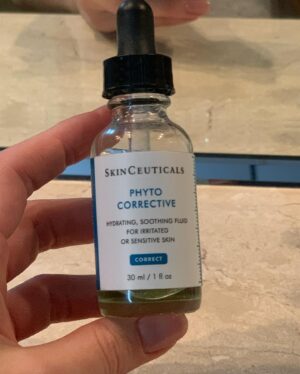 SKINCEUTICALS
PHYTO
CORRECTIVE
HYDRATING, SOOTHING FLUID
FOR IRRITATED
OR SENSITIVE SKIN
CORRECT
30 ml / 1 fl oz